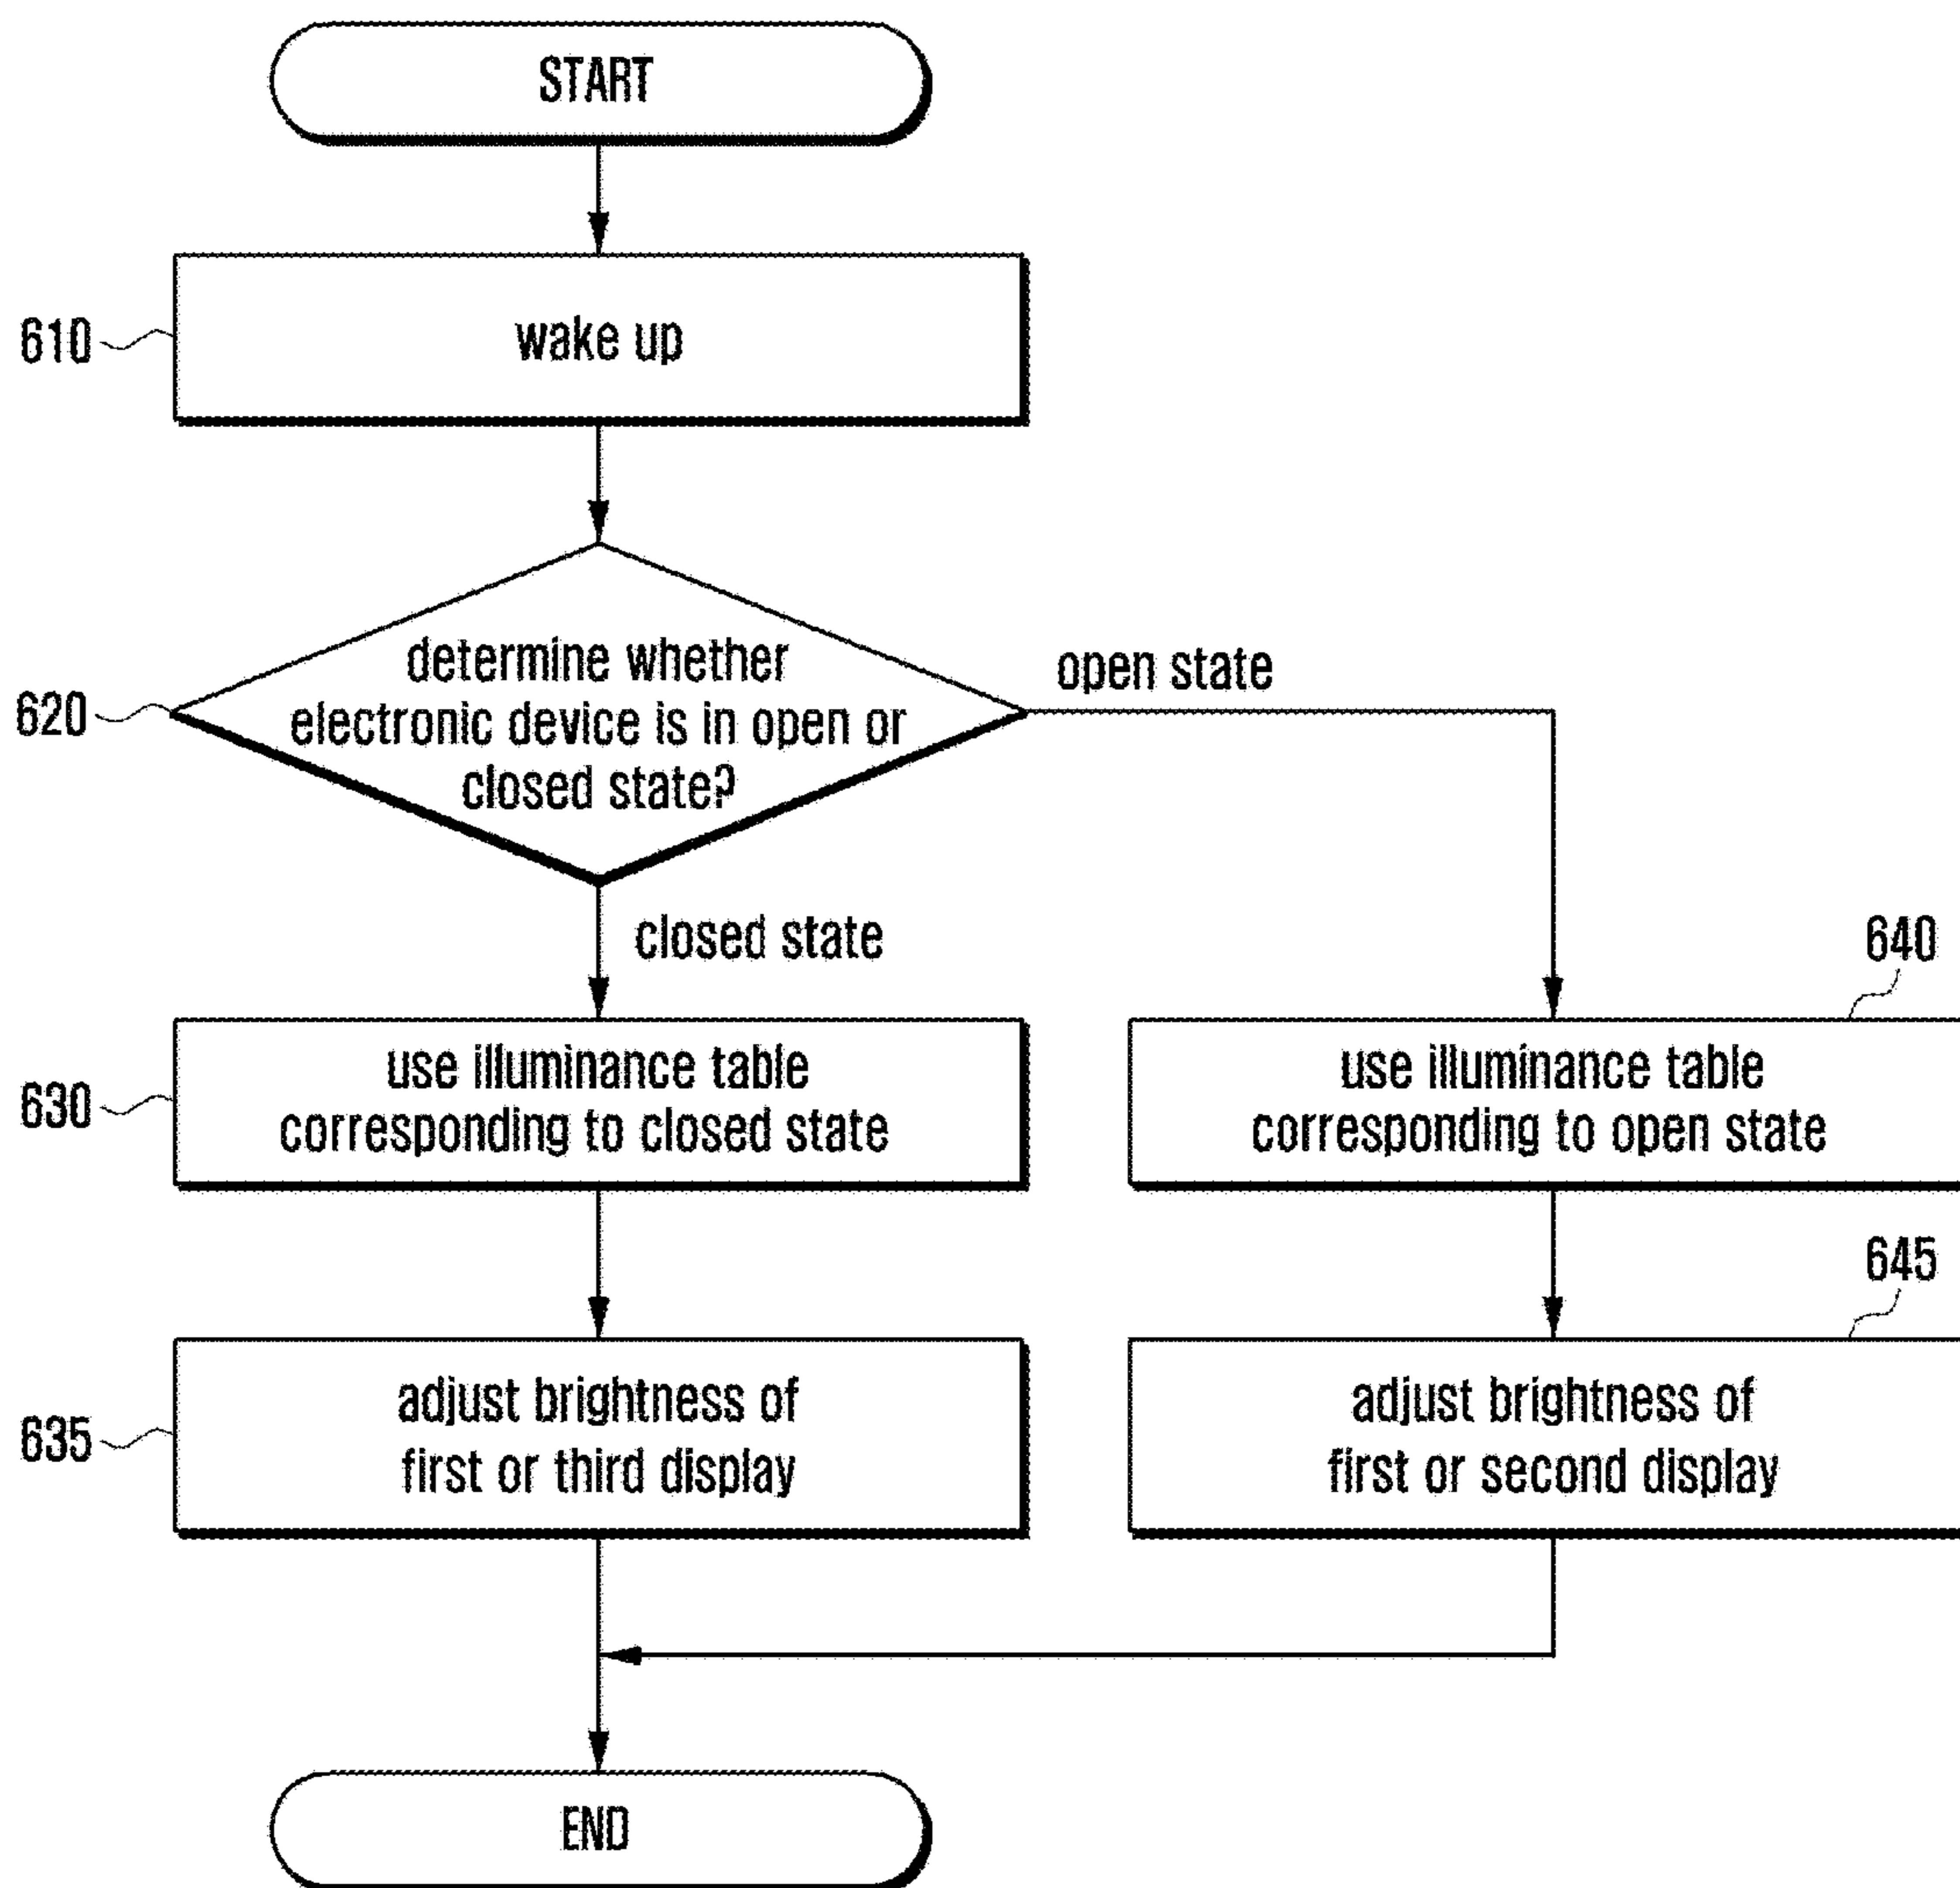 START
610
wake up
620
determine whether
electronic device is in open or
closed state?
open state
closed state
630
use illuminance table
corresponding to closed state
640
use illuminance table
corresponding to open state
635
adjust brightness of
first or third display
645
adjust brightness of
first or second display
END